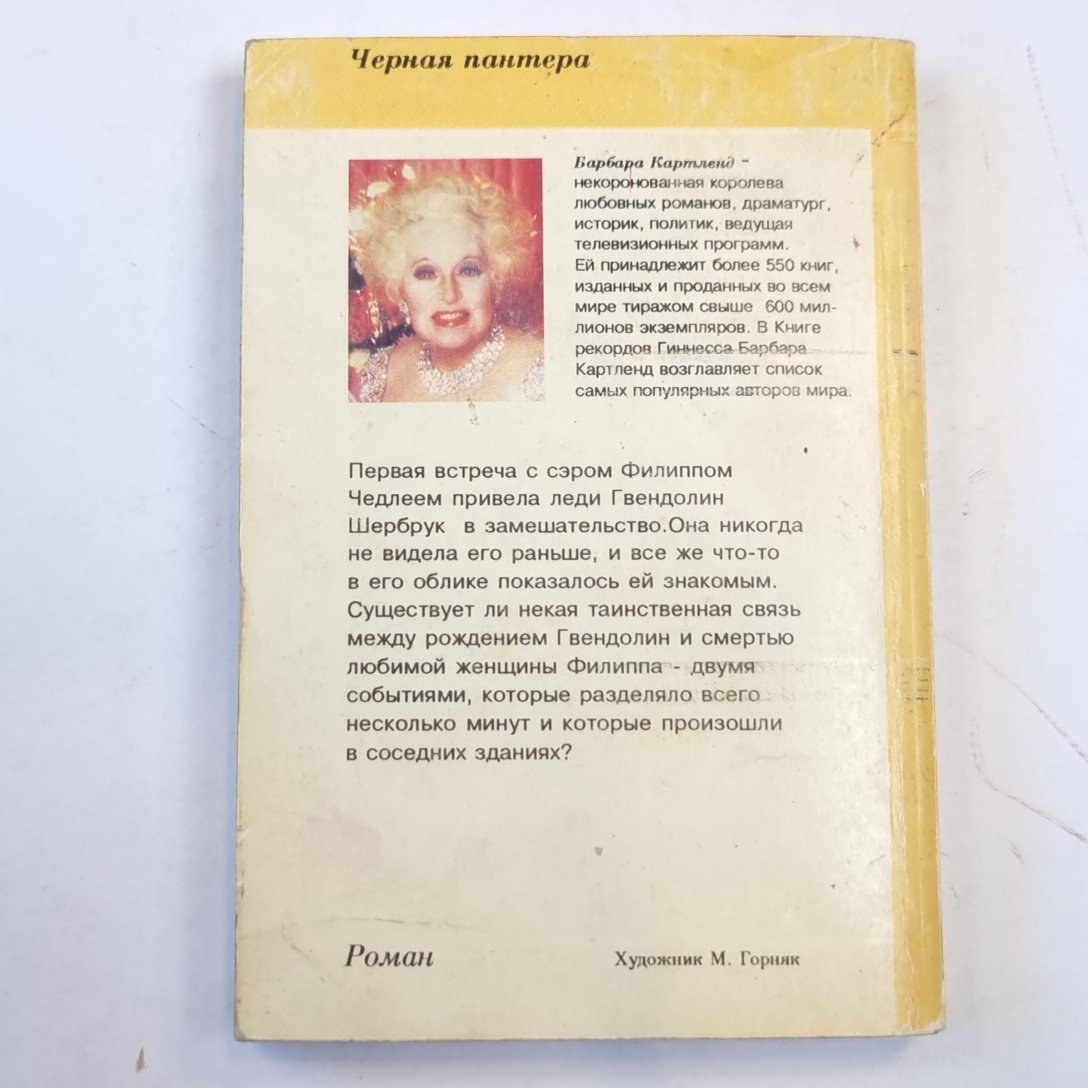 Черная пантера
Барбара Картленд -
некоронованная королева
любовных романов, драматург,
историк, политик, ведущая
телевизионных программ.
Ей принадлежит более 550 книг,
изданных и проданных во всем
мире тиражом свыше 600 мил-
лионов экземпляров. В Книге
рекордов Гиннесса Барбара
Картленд возглавляет список
самых популярных авторов мира.
Первая встреча с сэром Филиппом
Чедлеем привела леди Гвендолин
Шербрук в замешательство.Она никогда
не видела его раньше, и все же что-то
в его облике показалось ей знакомым.
Существует ли некая таинственная связь
между рождением Гвендолин и смертью
любимой женщины Филиппа - двумя
событиями, которые разделяло всего
несколько минут и которые произошли
в соседних зданиях?
Роман
Художник М. Горняк